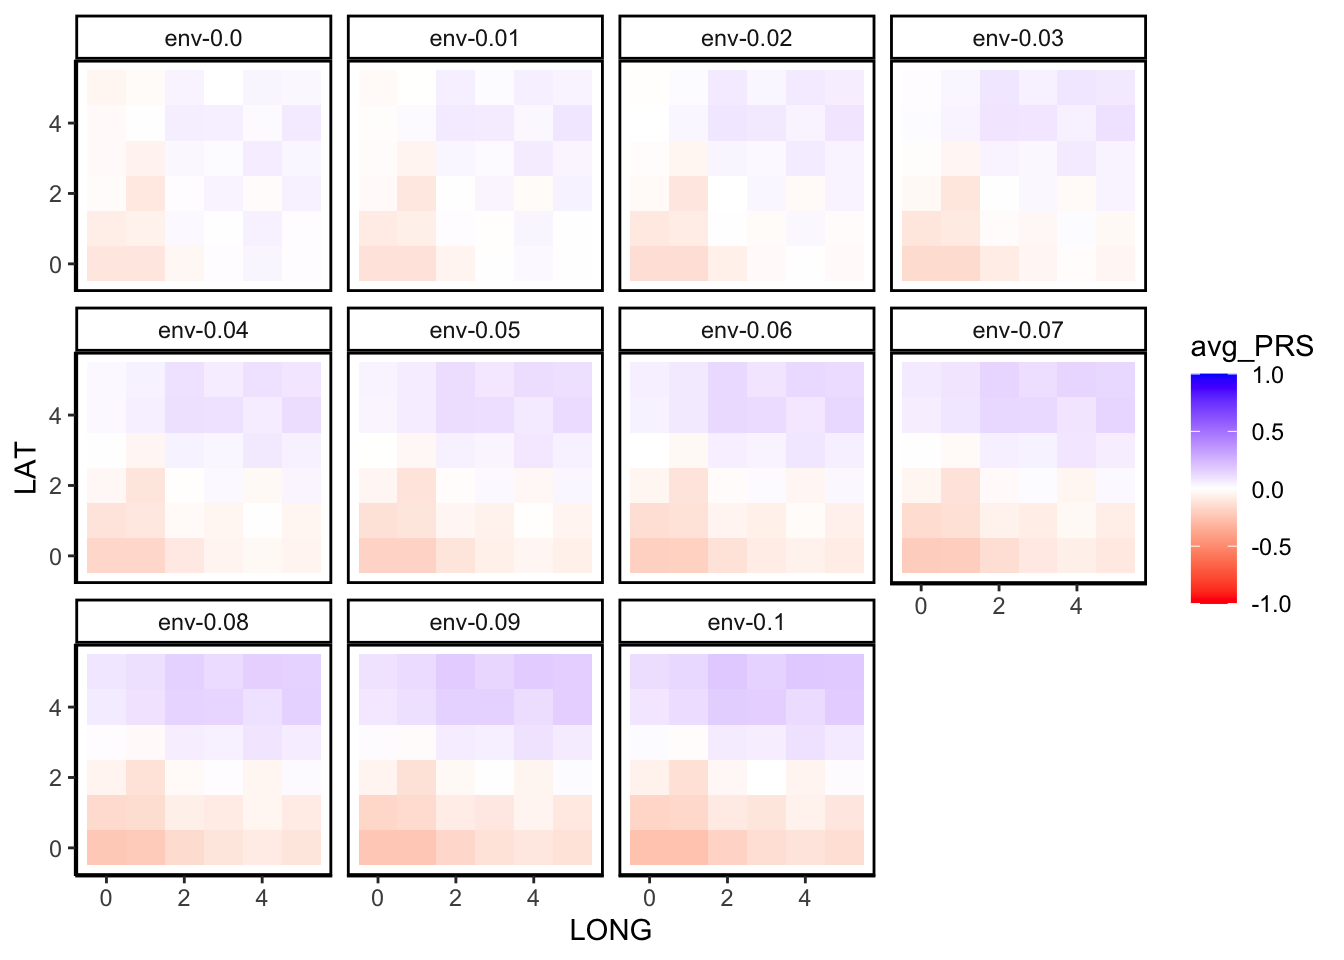 env-0.0 env-0.01 env-0.02 env-0.03
4
2
0
env-0.04 env-0.05 env-0.06 env-0.07
4
2
0
0 2 4
env-0.08 env-0.09 env-0.1
4
2
0
0 2 4 0 2 4 0 2 4
LONG
LAT
avg_PRS
1.0
0.5
0.0
-0.5
-1.0